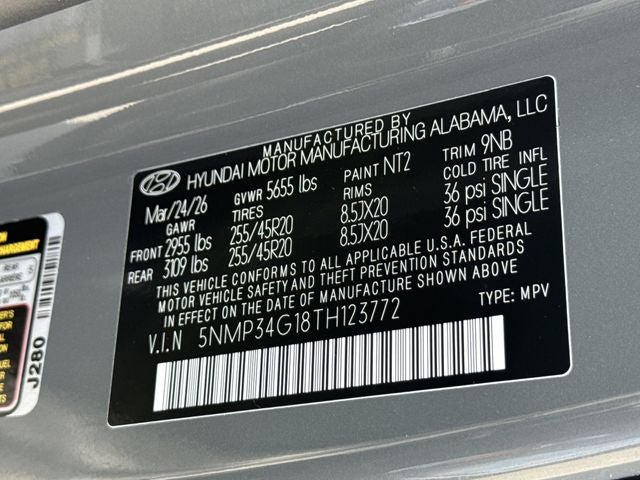 MANUFACTURED BY
HYUNDAI MOTOR MANUFACTURING ALABAMA, LLC
Mar/24/26 GVWR 5655 lbs PAINT NT2 TRIM 9NB
GAWR TIRES RIMS COLD TIRE INFL
FRONT 2955 lbs 255/45R20 8.5JX20 36 psi SINGLE
REAR 3109 lbs 255/45R20 8.5JX20 36 psi SINGLE
THIS VEHICLE CONFORMS TO ALL APPLICABLE U.S.A. FEDERAL
MOTOR VEHICLE SAFETY AND THEFT PREVENTION STANDARDS
IN EFFECT ON THE DATE OF MANUFACTURE SHOWN ABOVE
V.I.N 5NMP34G18TH123772 TYPE: MPV
J280